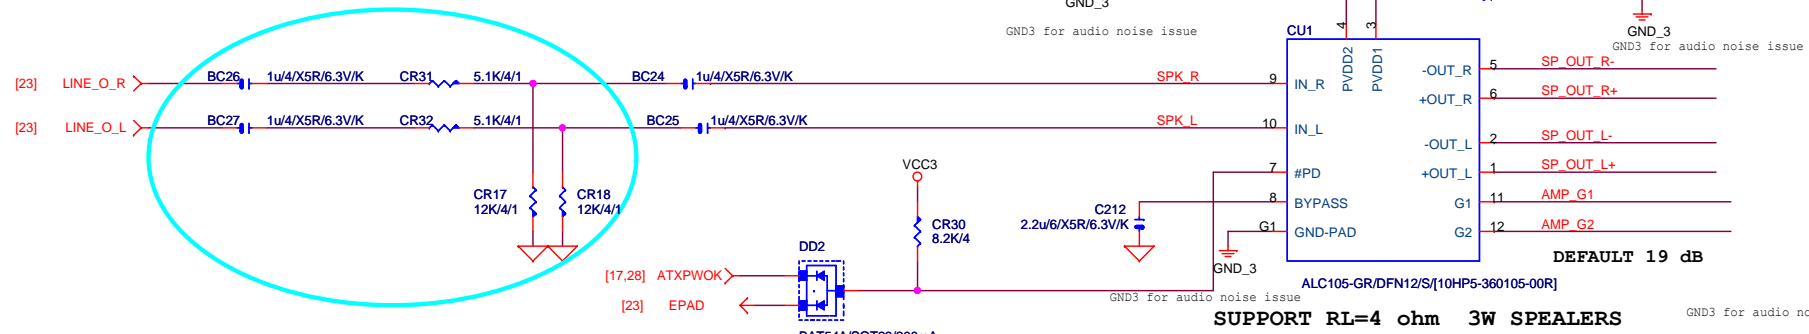 GND_3
GND3 for audio noise issue
CU1
4
3
PVDD2
PVDD1
GND_3
GND3 for audio noise issue
[23] LINE_O_R
BC26 1u/4/X5R/6.3V/K
CR31 5.1K/4/1
BC24 1u/4/X5R/6.3V/K
SPK_R
9 IN_R
-OUT_R 5 SP_OUT_R-
+OUT_R 6 SP_OUT_R+
[23] LINE_O_L
BC27 1u/4/X5R/6.3V/K
CR32 5.1K/4/1
BC25 1u/4/X5R/6.3V/K
SPK_L
10 IN_L
-OUT_L 2 SP_OUT_L-
VCC3
7 #PD
+OUT_L 1 SP_OUT_L+
CR17
12K/4/1
CR18
12K/4/1
C212
2.2u/6/X5R/6.3V/K
8 BYPASS
G1 11 AMP_G1
CR30
8.2K/4
G1 GND-PAD
G2 12 AMP_G2
DD2
GND_3
DEFAULT 19 dB
[17,28] ATXPWOK
[23] EPAD
ALC105-GR/DFN12/S/[10HP5-360105-00R]
GND3 for audio noise issue
SUPPORT RL=4 ohm 3W SPEALERS
GND3 for audio no